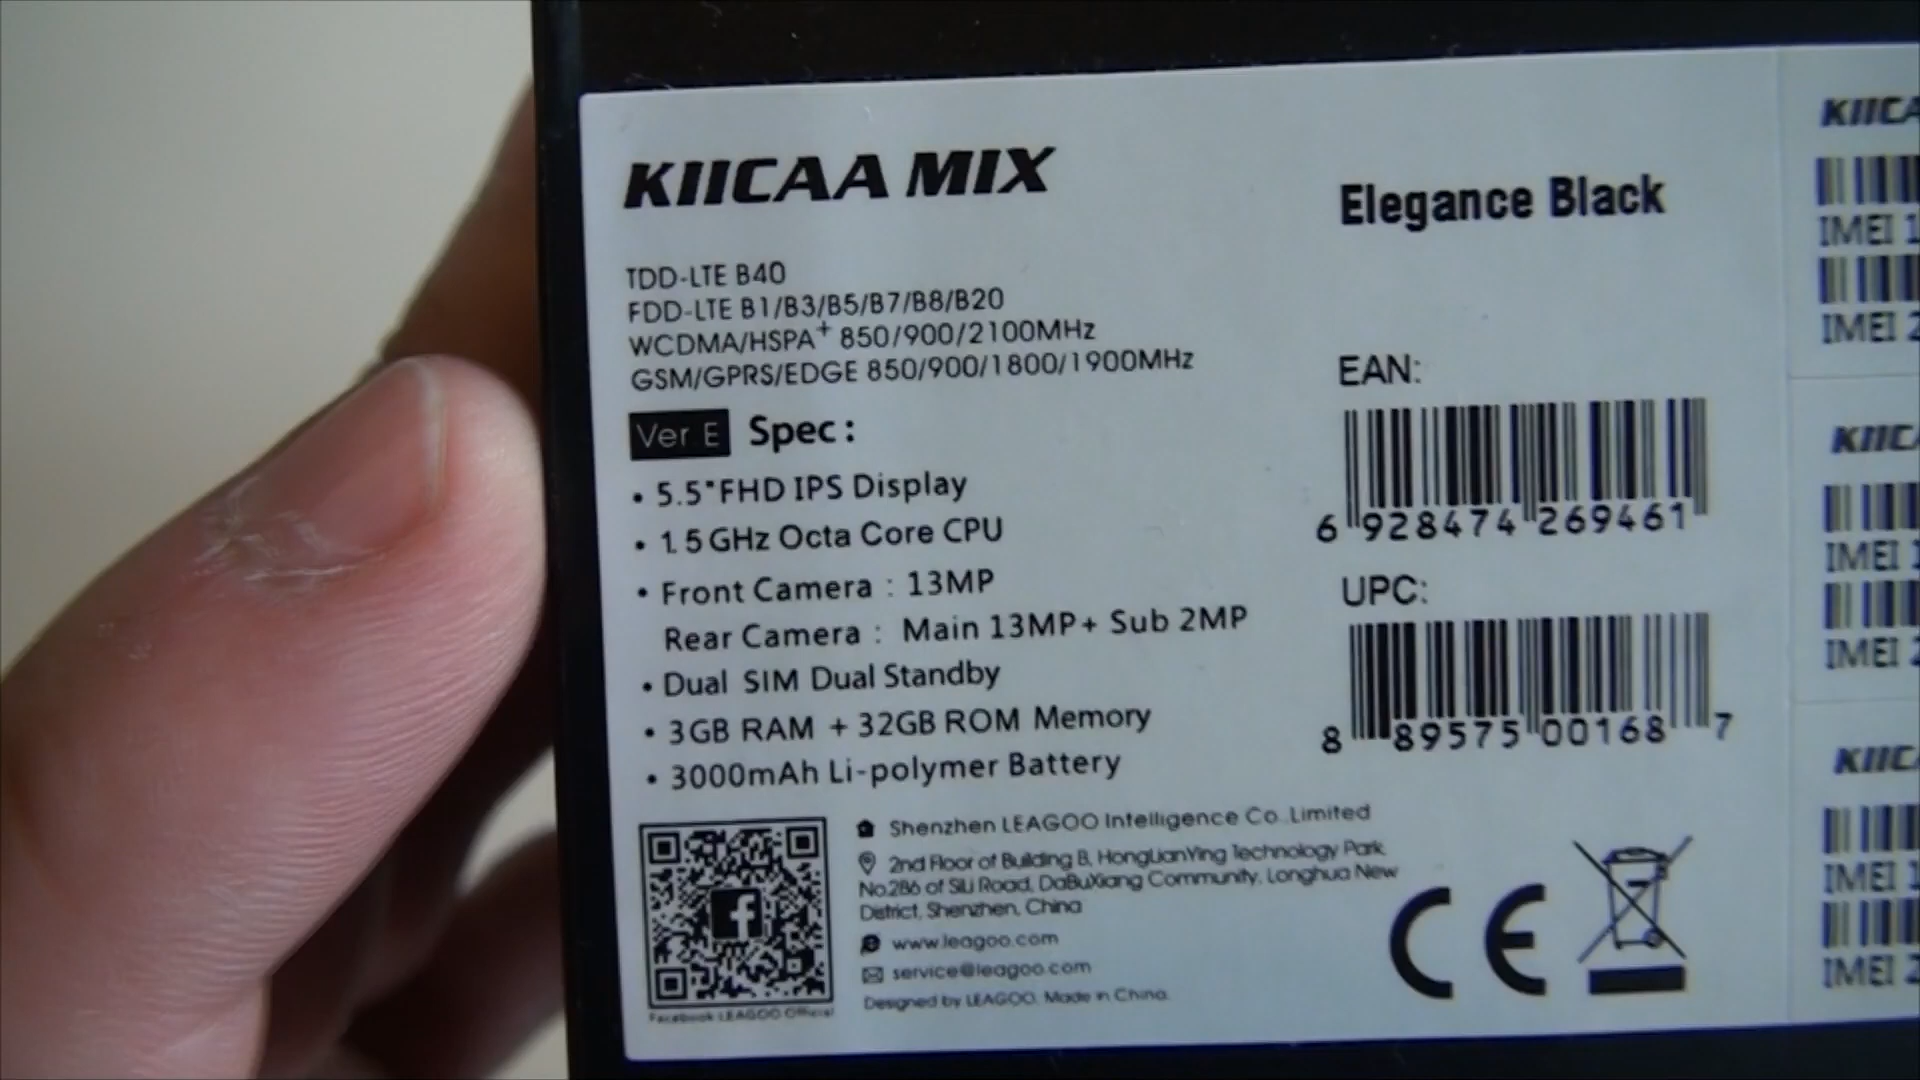 KIICAA MIX
Elegance Black
TDD-LTE B40
FDD-LTE B1/B3/B5/B7/B8/B20
WCDMA/HSPA+ 850/900/2100MHz
GSM/GPRS/EDGE 850/900/1800/1900MHz
Ver E Spec:
• 5.5"FHD IPS Display
• 1.5GHz Octa Core CPU
• Front Camera : 13MP
Rear Camera : Main 13MP+ Sub 2MP
• Dual SIM Dual Standby
• 3GB RAM + 32GB ROM Memory
• 3000mAh Li-polymer Battery
EAN:
6 928474 269461
UPC:
8 89575 00168 7
f
Facebook LEAGOO Official
Shenzhen LEAGOO Intelligence Co. Limited
2nd Floor of Building B, HongLianYing Technology Park,
No.286 of SiLi Road, DaBuXiang Community, Longhua New
District, Shenzhen, China
www.leagoo.com
service@leagoo.com
Designed by LEAGOO. Made in China.
CE
KIICA
IMEI 1
IMEI 2
KIIC
IMEI 1
IMEI 2
KIIC
IMEI 1
IMEI 2